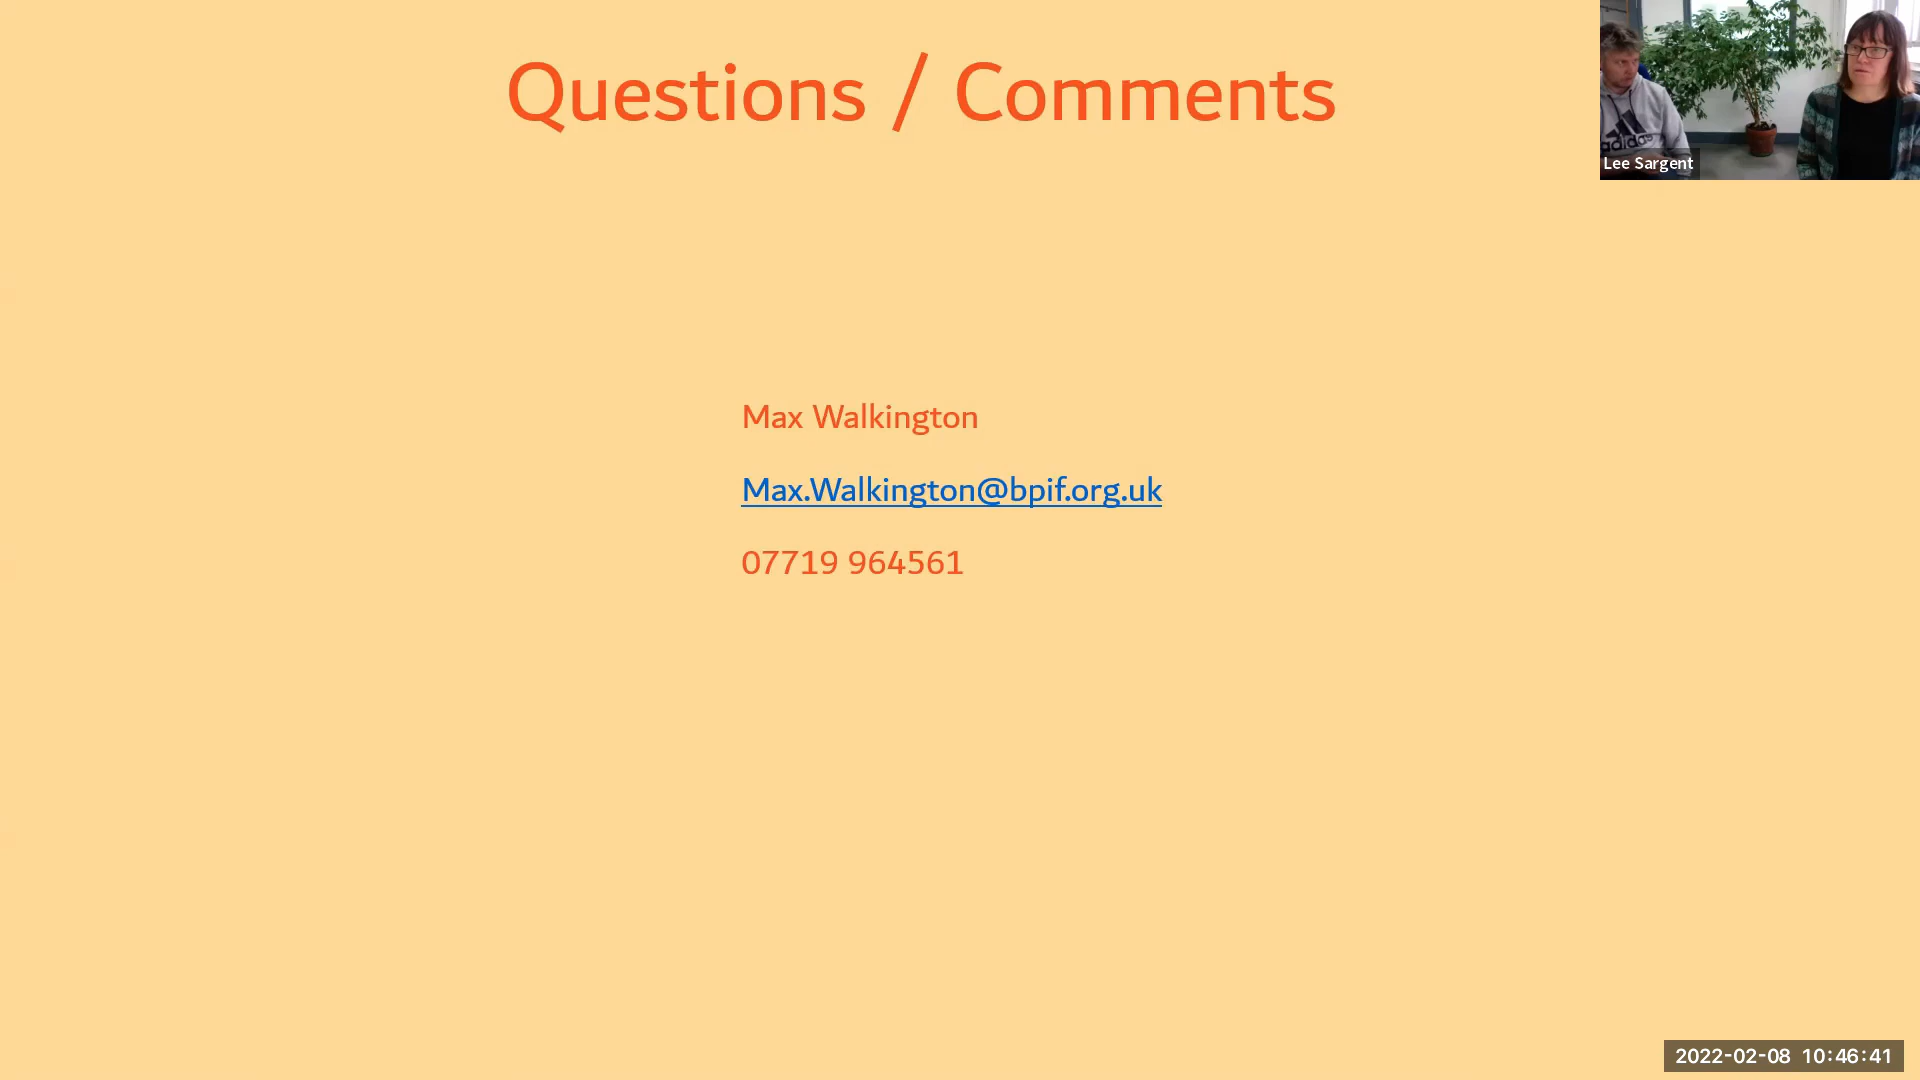 Questions / Comments
adidas
Lee Sargent
Max Walkington
Max.Walkington@bpif.org.uk
07719 964561
2022-02-08 10:46:41